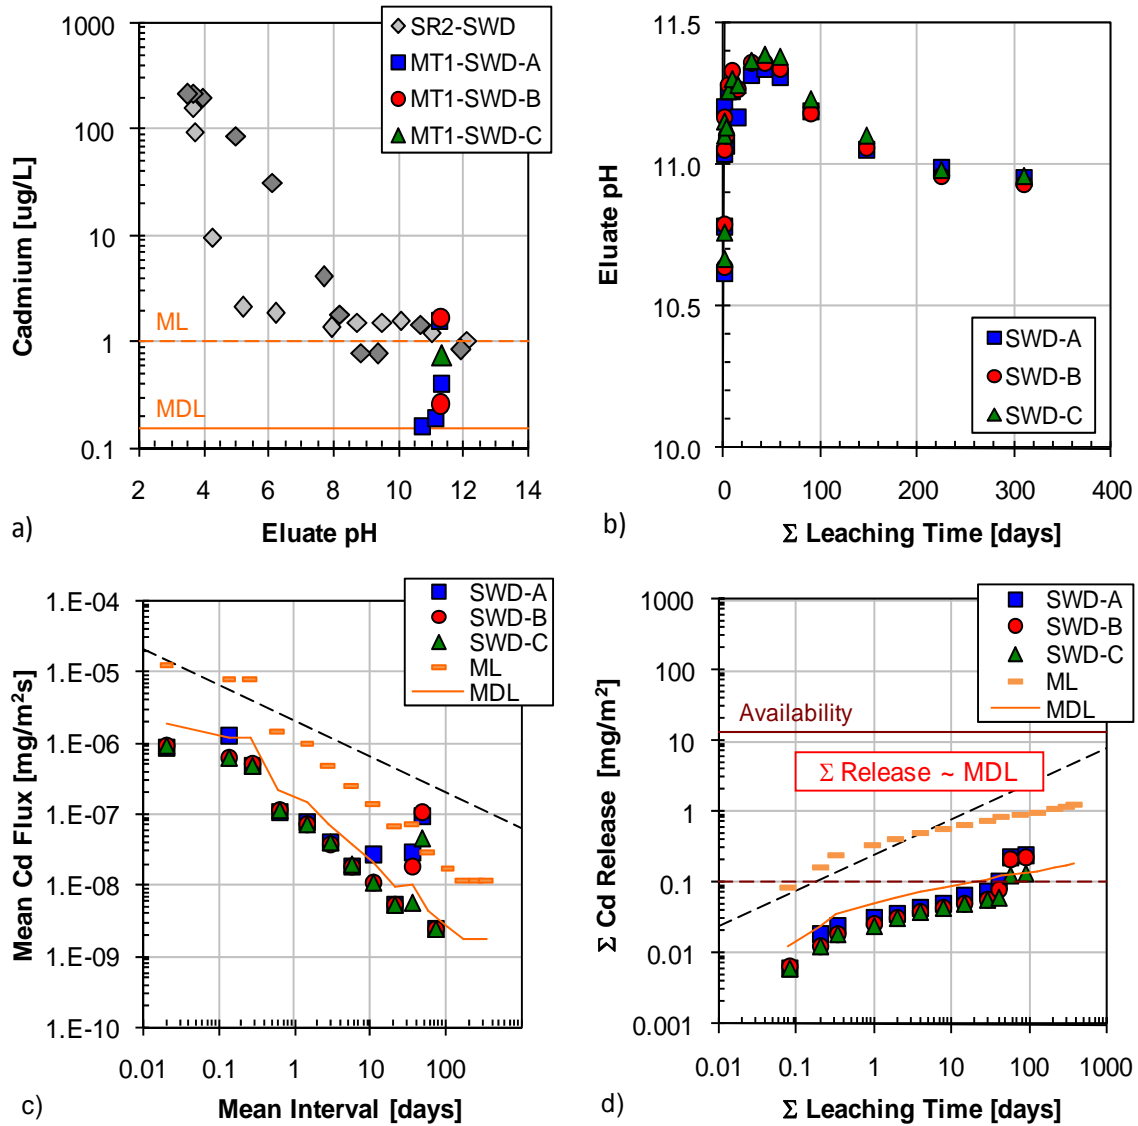 1000
100
10
1
0.1
Cadmium [ug/L]
SR2-SWD
MT1-SWD-A
MT1-SWD-B
MT1-SWD-C
ML
MDL
2 4 6 8 10 12 14
Eluate pH
a)
11.5
11.0
10.5
10.0
Eluate pH
SWD-A
SWD-B
SWD-C
0 100 200 300 400
Σ Leaching Time [days]
b)
1.E-04
1.E-05
1.E-06
1.E-07
1.E-08
1.E-09
1.E-10
Mean Cd Flux [mg/m²s]
SWD-A
SWD-B
SWD-C
ML
MDL
0.01 0.1 1 10 100
Mean Interval [days]
c)
1000
100
10
1
0.1
0.01
0.001
Σ Cd Release [mg/m²]
SWD-A
SWD-B
SWD-C
ML
MDL
Availability
Σ Release ~ MDL
0.01 0.1 1 10 100 1000
Σ Leaching Time [days]
d)